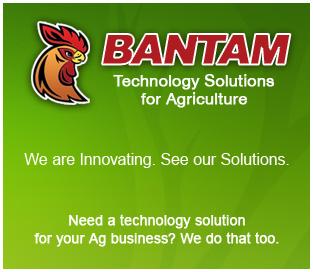 BANTAM
Technology Solutions
for Agriculture
We are Innovating. See our Solutions.
Need a technology solution
for your Ag business? We do that too.